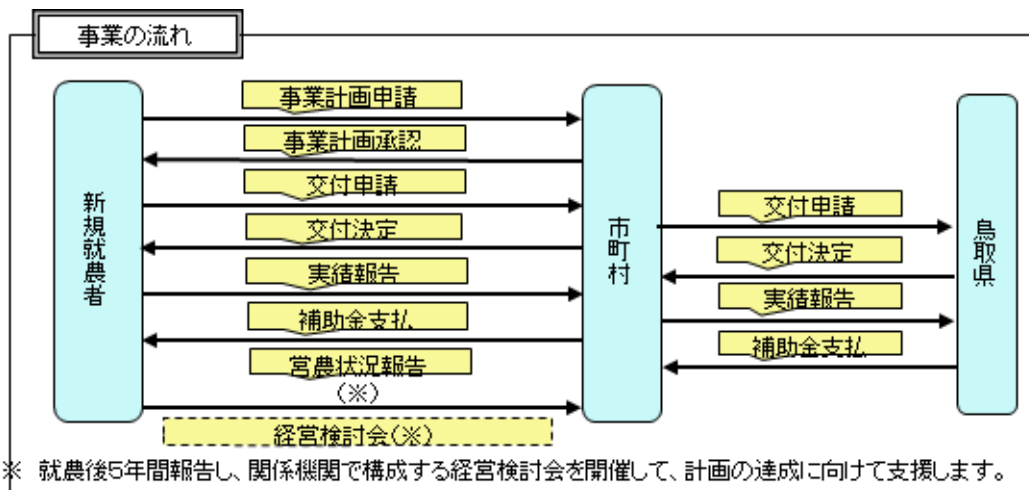 事業の流れ
新規就農者
事業計画申請
事業計画承認
交付申請
交付決定
実績報告
補助金支払
営農状況報告
(※)
経営検討会(※)
市町村
交付申請
交付決定
実績報告
補助金支払
鳥取県
※ 就農後5年間報告し、関係機関で構成する経営検討会を開催して、計画の達成に向けて支援します。